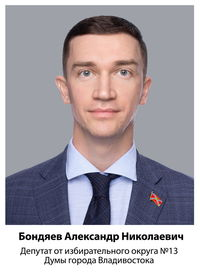 Бондяев Александр Николаевич
Депутат от избирательного округа №13
Думы города Владивостока